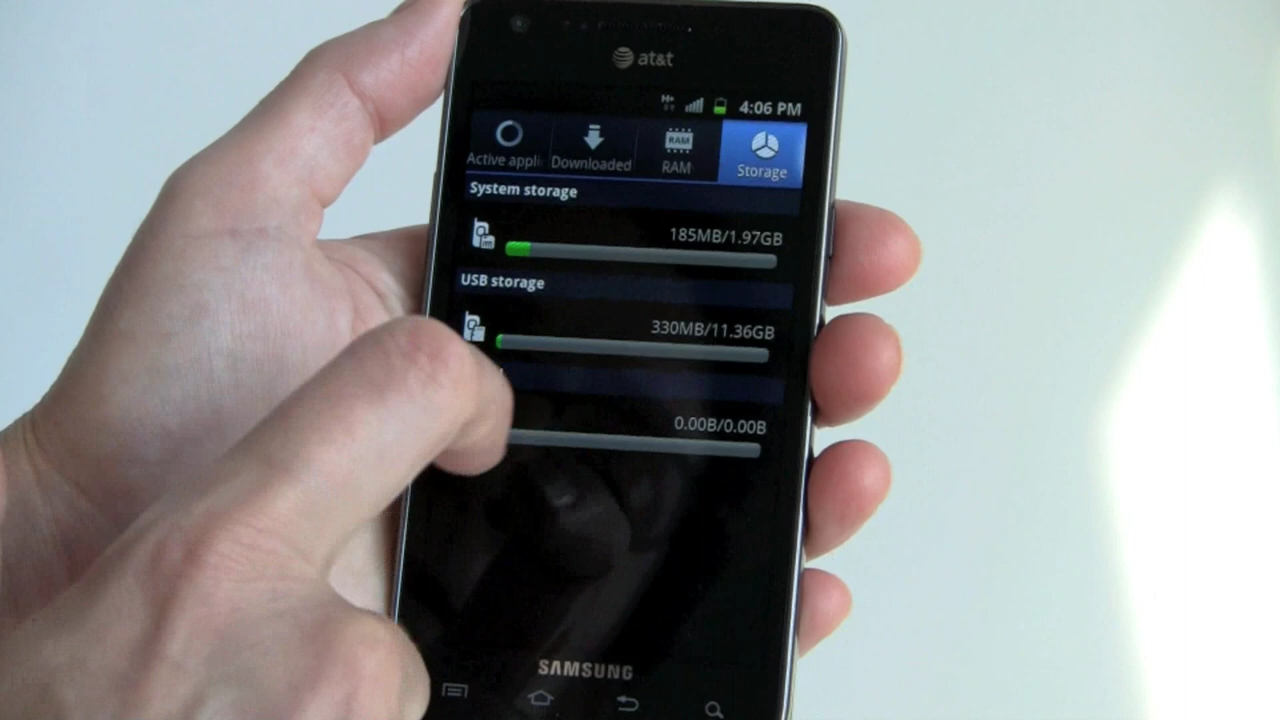 at&t
H+
4:06 PM
Active appli
Downloaded
RAM
RAM
Storage
System storage
185MB/1.97GB
USB storage
330MB/11.36GB
0.00B/0.00B
SAMSUNG